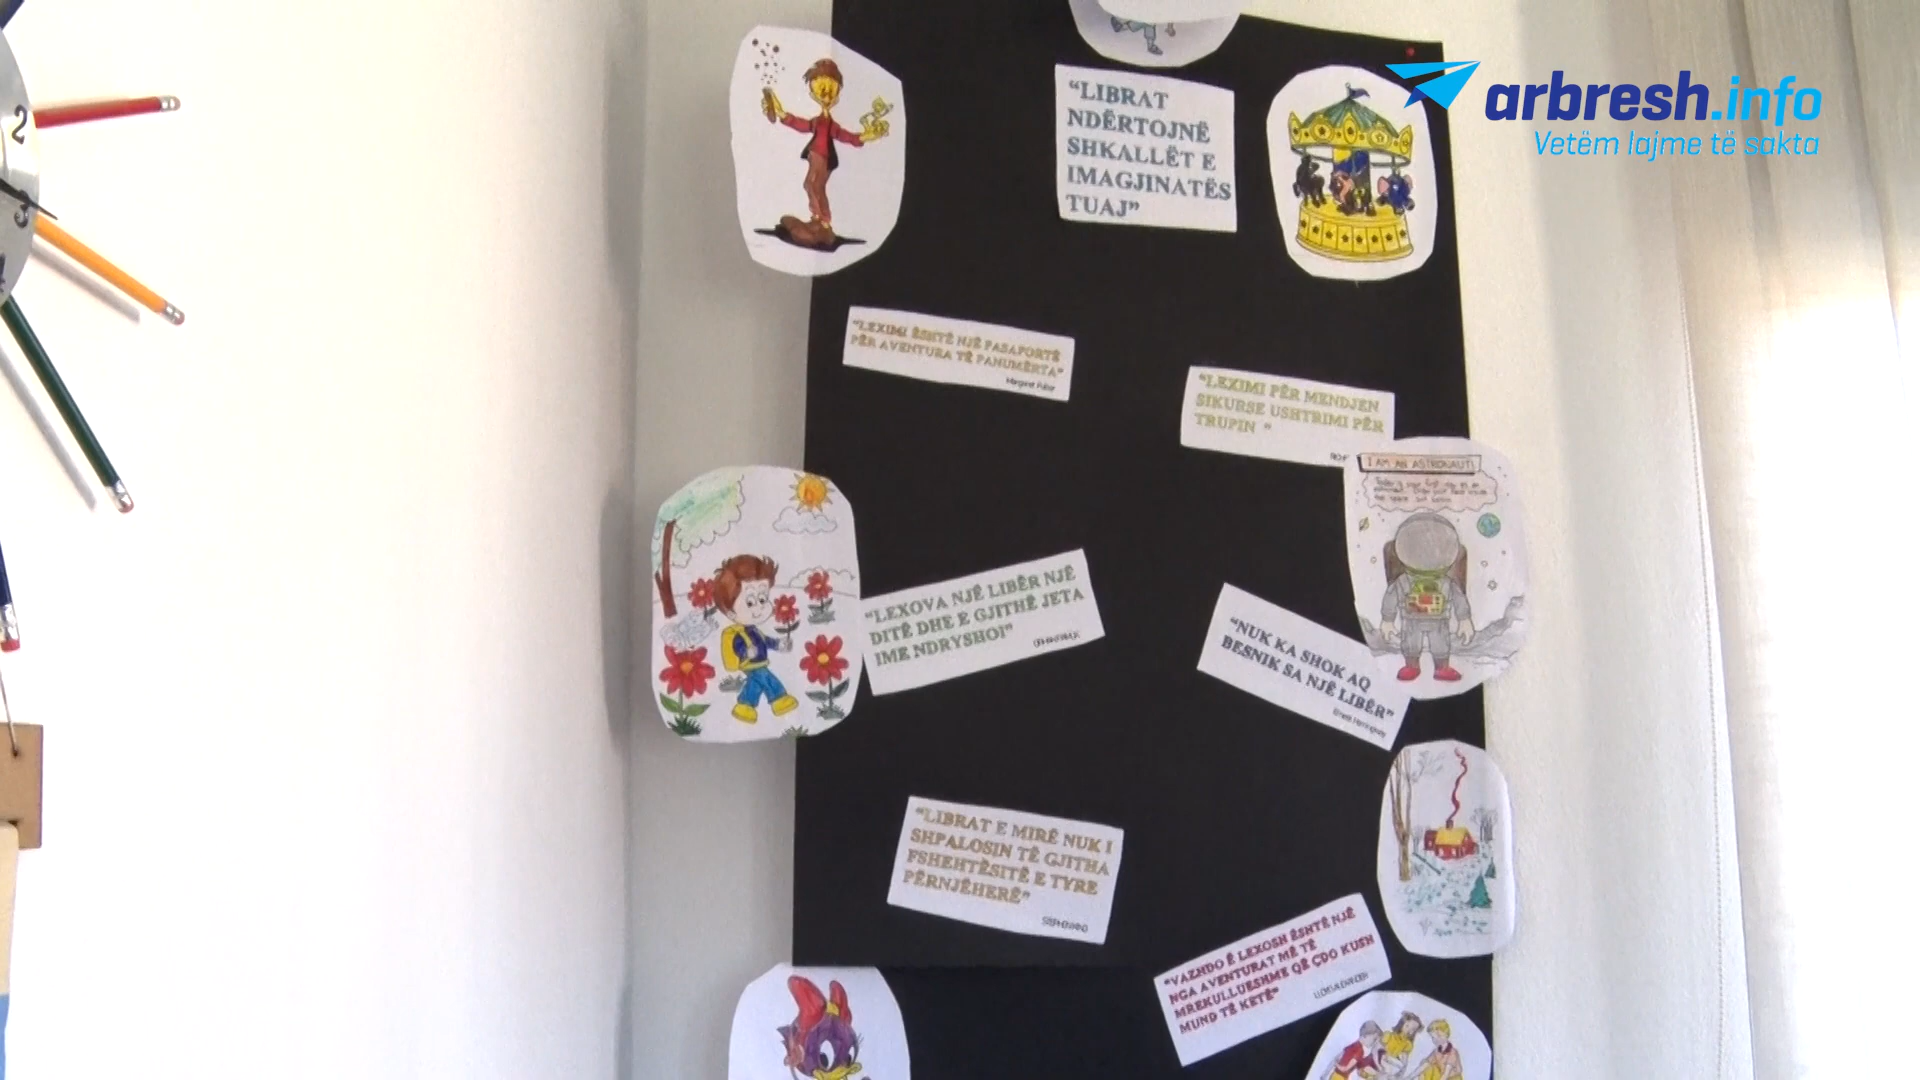 arbresh.info
Vetëm lajme të sakta
2
3
“LIBRAT
NDËRTOJNË
SHKALLËT E
IMAGJINATËS
TUAJ”
“LEXIMI ËSHTË NJË PASAPORTË
PËR AVENTURA TË PANUMËRTA”
“LEXIMI PËR MENDJEN
SIKURSE USHTRIMI PËR
TRUPIN ”
I AM AN ASTRONAUT!
“LEXOVA NJË LIBËR NJË
DITË DHE E GJITHË JETA
IME NDRYSHOI”
“NUK KA SHOK AQ
BESNIK SA NJË LIBËR”
“LIBRAT E MIRË NUK I
SHPALOSIN TË GJITHA
FSHEHTËSITË E TYRE
PËRNJËHERË”
“VAZHDO Ë LEXOSH ËSHTË NJË
NGA AVENTURAT MË TË
MREKULLUESHME QË ÇDO KUSH
MUND TË KETË”